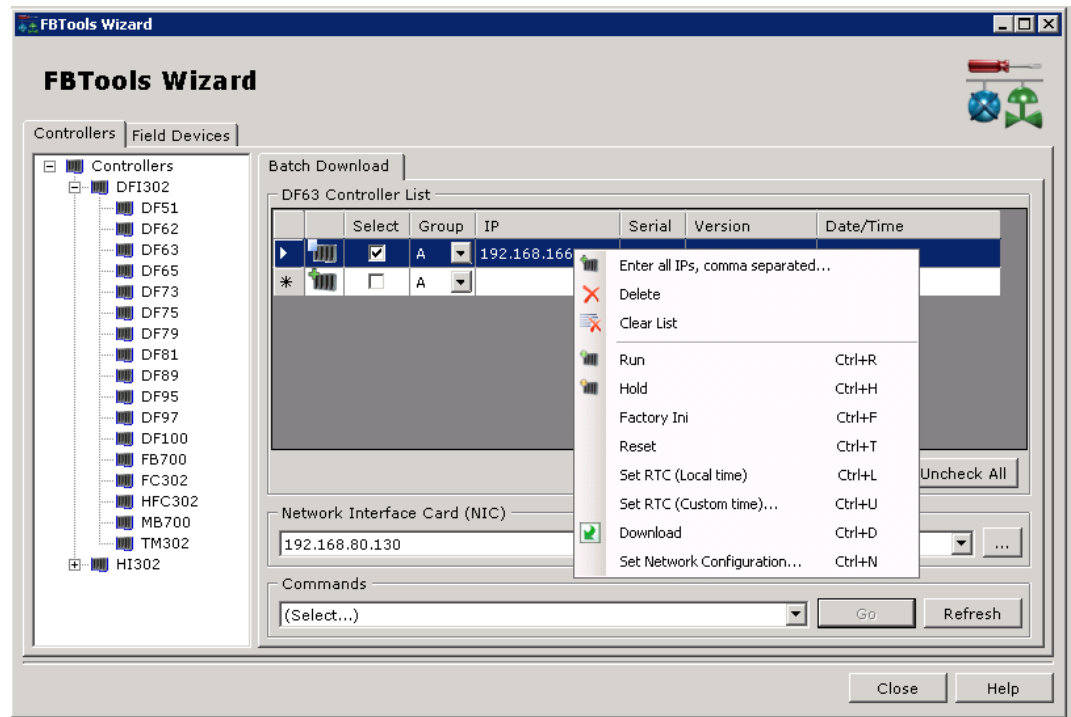 FBTools Wizard
FBTools Wizard
Controllers Field Devices
Controllers
DFI302
DF51
DF62
DF63
DF65
DF73
DF75
DF79
DF81
DF89
DF95
DF97
DF100
FB700
FC302
HFC302
MB700
TM302
HI302
Batch Download
DF63 Controller List
Select Group IP Serial Version Date/Time
A 192.168.166
A
Enter all IPs, comma separated...
Delete
Clear List
Run Ctrl+R
Hold Ctrl+H
Factory Ini Ctrl+F
Reset Ctrl+T
Set RTC (Local time) Ctrl+L
Set RTC (Custom time)... Ctrl+U
Download Ctrl+D
Set Network Configuration... Ctrl+N
Uncheck All
Network Interface Card (NIC)
192.168.80.130 ...
Commands
(Select...) Go Refresh
Close Help